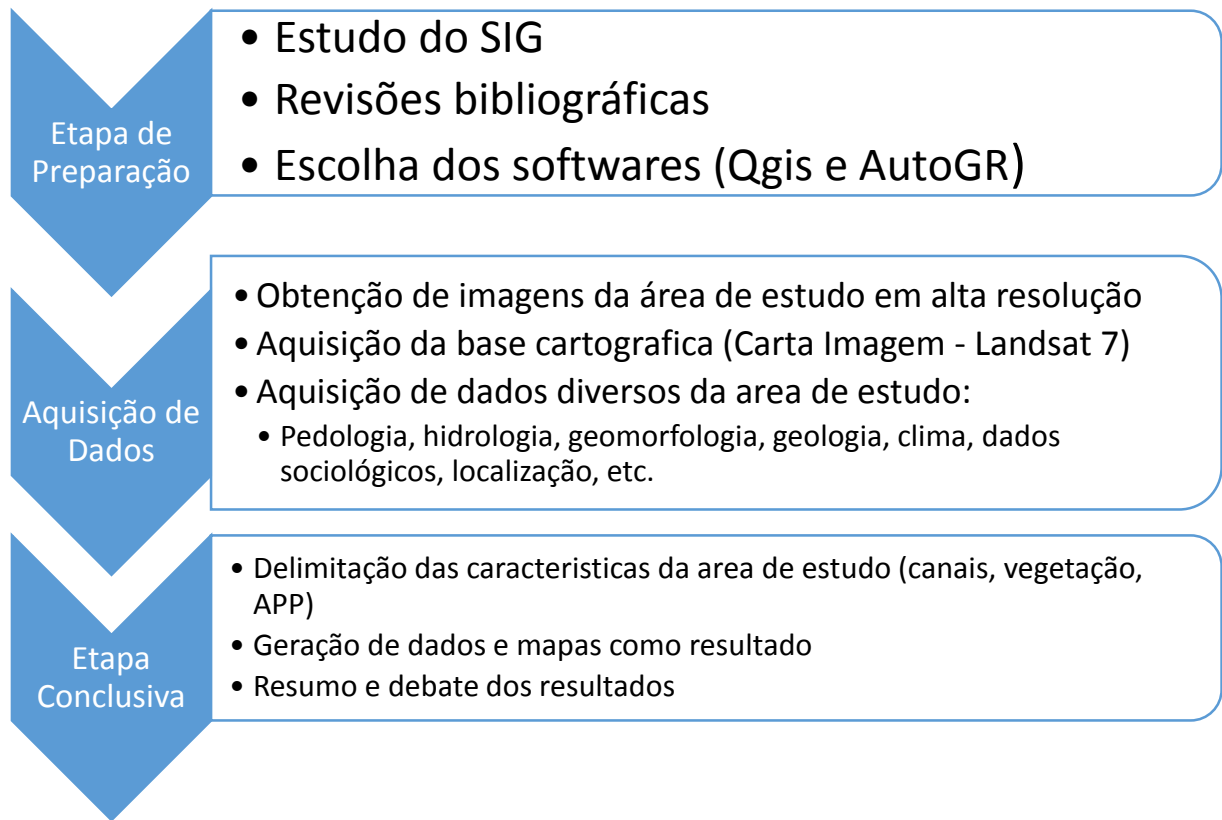 Etapa de
Preparação
• Estudo do SIG
• Revisões bibliográficas
• Escolha dos softwares (Qgis e AutoGR)
Aquisição de
Dados
• Obtenção de imagens da área de estudo em alta resolução
• Aquisição da base cartografica (Carta Imagem - Landsat 7)
• Aquisição de dados diversos da area de estudo:
• Pedologia, hidrologia, geomorfologia, geologia, clima, dados
sociológicos, localização, etc.
Etapa
Conclusiva
• Delimitação das caracteristicas da area de estudo (canais, vegetação,
APP)
• Geração de dados e mapas como resultado
• Resumo e debate dos resultados